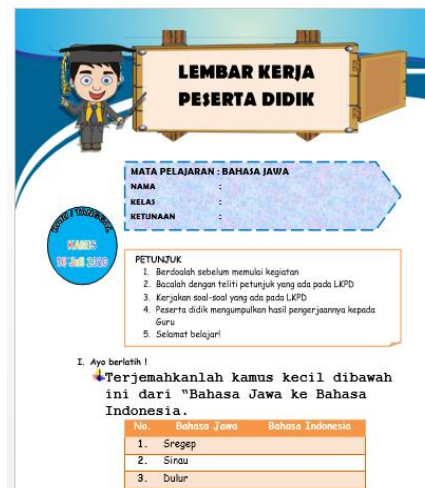 LEMBAR KERJA
PESERTA DIDIK
MATA PELAJARAN : BAHASA JAWA
NAMA :
KELAS :
KETUNAAN :
HARI / TANGGAL
KAMIS
16 Juli 2020
PETUNJUK
1. Berdoalah sebelum memulai kegiatan
2. Bacalah dengan teliti petunjuk yang ada pada LKPD
3. Kerjakan soal-soal yang ada pada LKPD
4. Peserta didik mengumpulkan hasil pengerjaannya kepada
Guru
5. Selamat belajar!
I. Ayo berlatih !
Terjemahkanlah kamus kecil dibawah
ini dari "Bahasa Jawa ke Bahasa
Indonesia.
No. Bahasa Jawa Bahasa Indonesia
1. Sregep
2. Sinau
3. Dulur